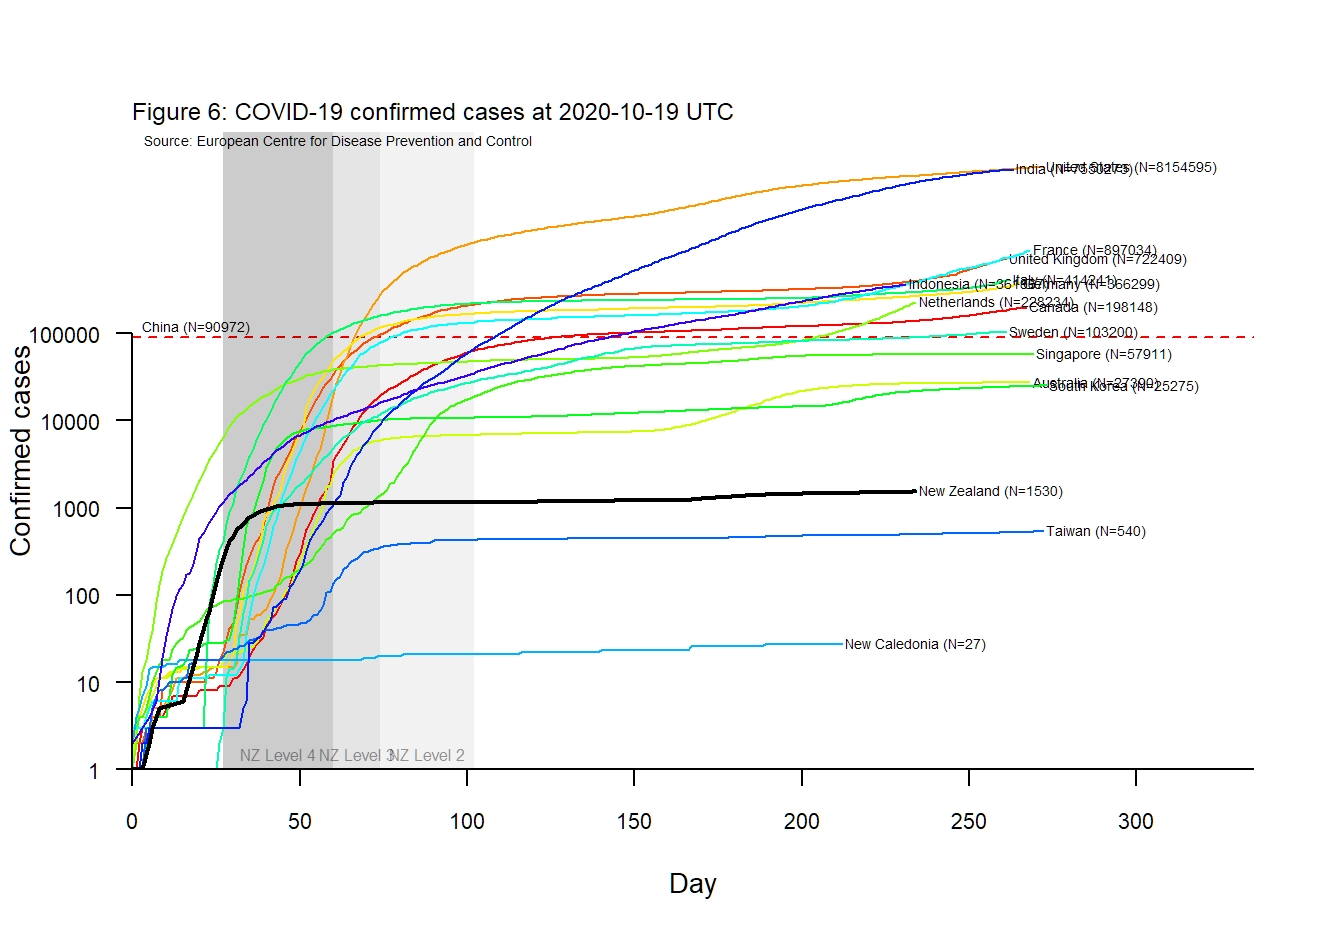 Figure 6: COVID-19 confirmed cases at 2020-10-19 UTC
Source: European Centre for Disease Prevention and Control
United States (N=8154595)
India (N=7550273)
France (N=897034)
United Kingdom (N=722409)
Italy (N=414241)
Indonesia
Germany (N=366299)
Netherlands (N=228234)
Canada (N=198148)
China (N=90972)
Sweden (N=103200)
Singapore (N=57911)
Australia (N=27390)
South Korea (N=25275)
New Zealand (N=1530)
Taiwan (N=540)
New Caledonia (N=27)
NZ Level 4
NZ Level 3
NZ Level 2
Confirmed cases
100000
10000
1000
100
10
1
0
50
100
150
200
250
300
Day